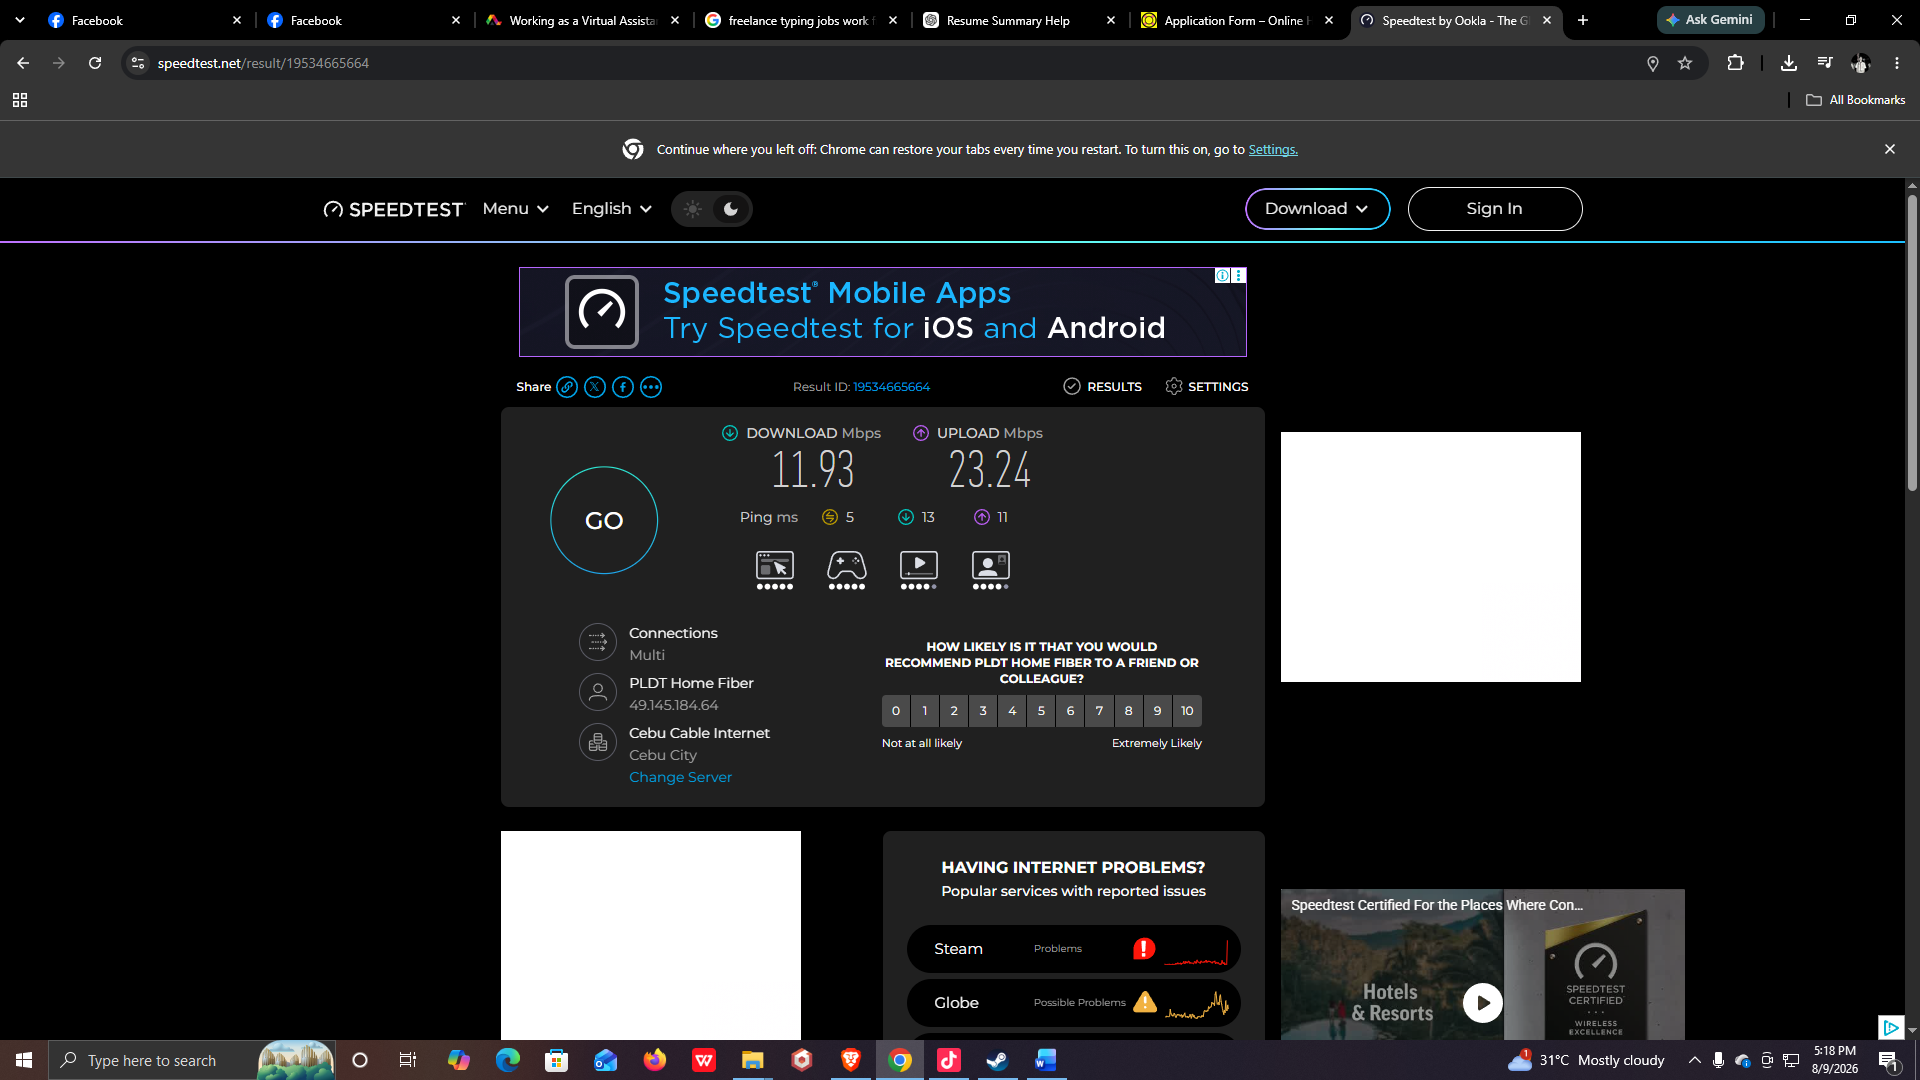 Facebook
Facebook
Working as a Virtual Assista
freelance typing jobs work f
Resume Summary Help
Application Form – Online H
Speedtest by Ookla - The Gl
Ask Gemini
speedtest.net/result/19534665664
All Bookmarks
Continue where you left off: Chrome can restore your tabs every time you restart. To turn this on, go to Settings.
SPEEDTEST
Menu
English
Download
Sign In
Speedtest® Mobile Apps
Try Speedtest for iOS and Android
Share
Result ID: 19534665664
RESULTS
SETTINGS
DOWNLOAD Mbps
UPLOAD Mbps
11.93
23.24
GO
Ping ms 5 13 11
Connections
Multi
PLDT Home Fiber
49.145.184.64
Cebu Cable Internet
Cebu City
Change Server
HOW LIKELY IS IT THAT YOU WOULD
RECOMMEND PLDT HOME FIBER TO A FRIEND OR
COLLEAGUE?
0 1 2 3 4 5 6 7 8 9 10
Not at all likely
Extremely Likely
HAVING INTERNET PROBLEMS?
Popular services with reported issues
Steam
Problems
Globe
Possible Problems
Speedtest Certified For the Places Where Con...
Hotels
& Resorts
SPEEDTEST
CERTIFIED
WIRELESS
EXCELLENCE
Type here to search
31°C Mostly cloudy
5:18 PM
8/9/2026